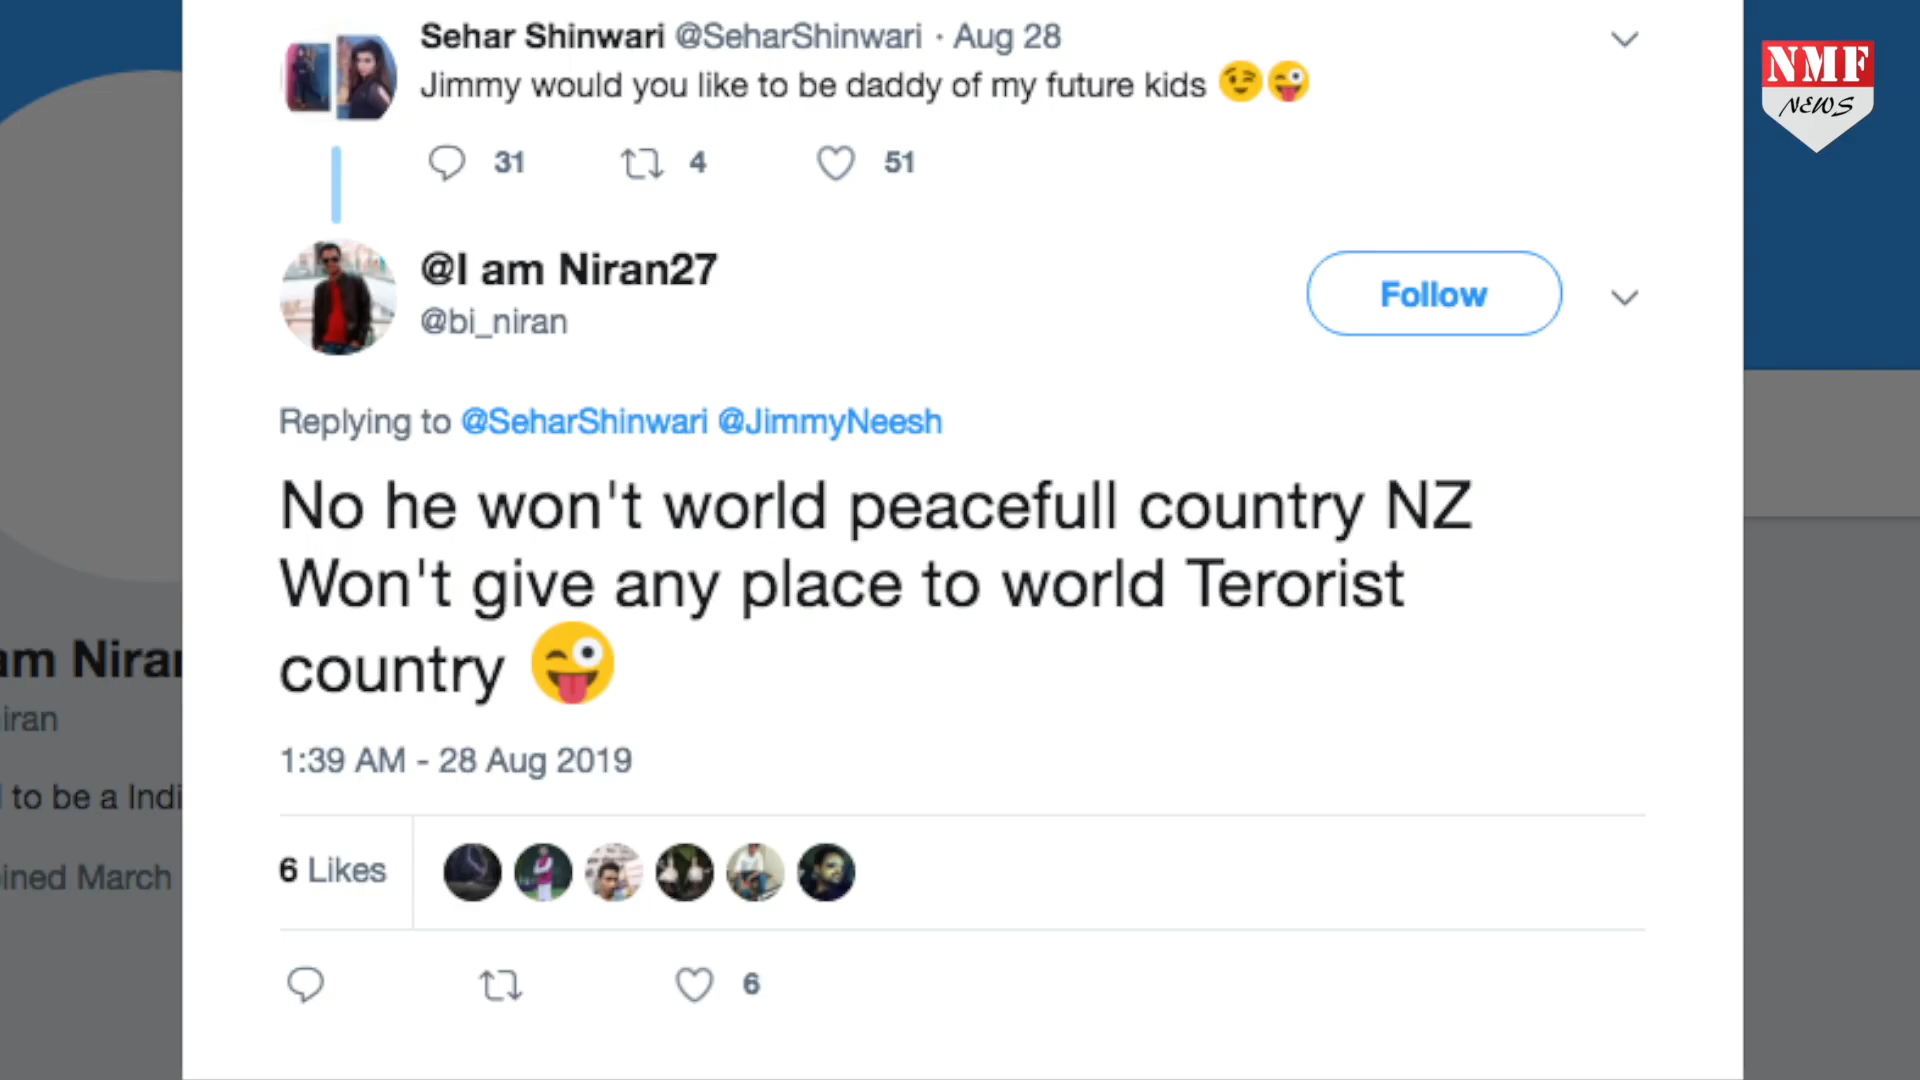 Sehar Shinwari @SeharShinwari · Aug 28
Jimmy would you like to be daddy of my future kids 😉😜
31 4 51
NMF
NEWS
@I am Niran27
@bi_niran
Follow
Replying to @SeharShinwari @JimmyNeesh
No he won't world peacefull country NZ
Won't give any place to world Terorist
country 😜
am Niran
iran
to be a Indi
ined March
1:39 AM - 28 Aug 2019
6 Likes
6